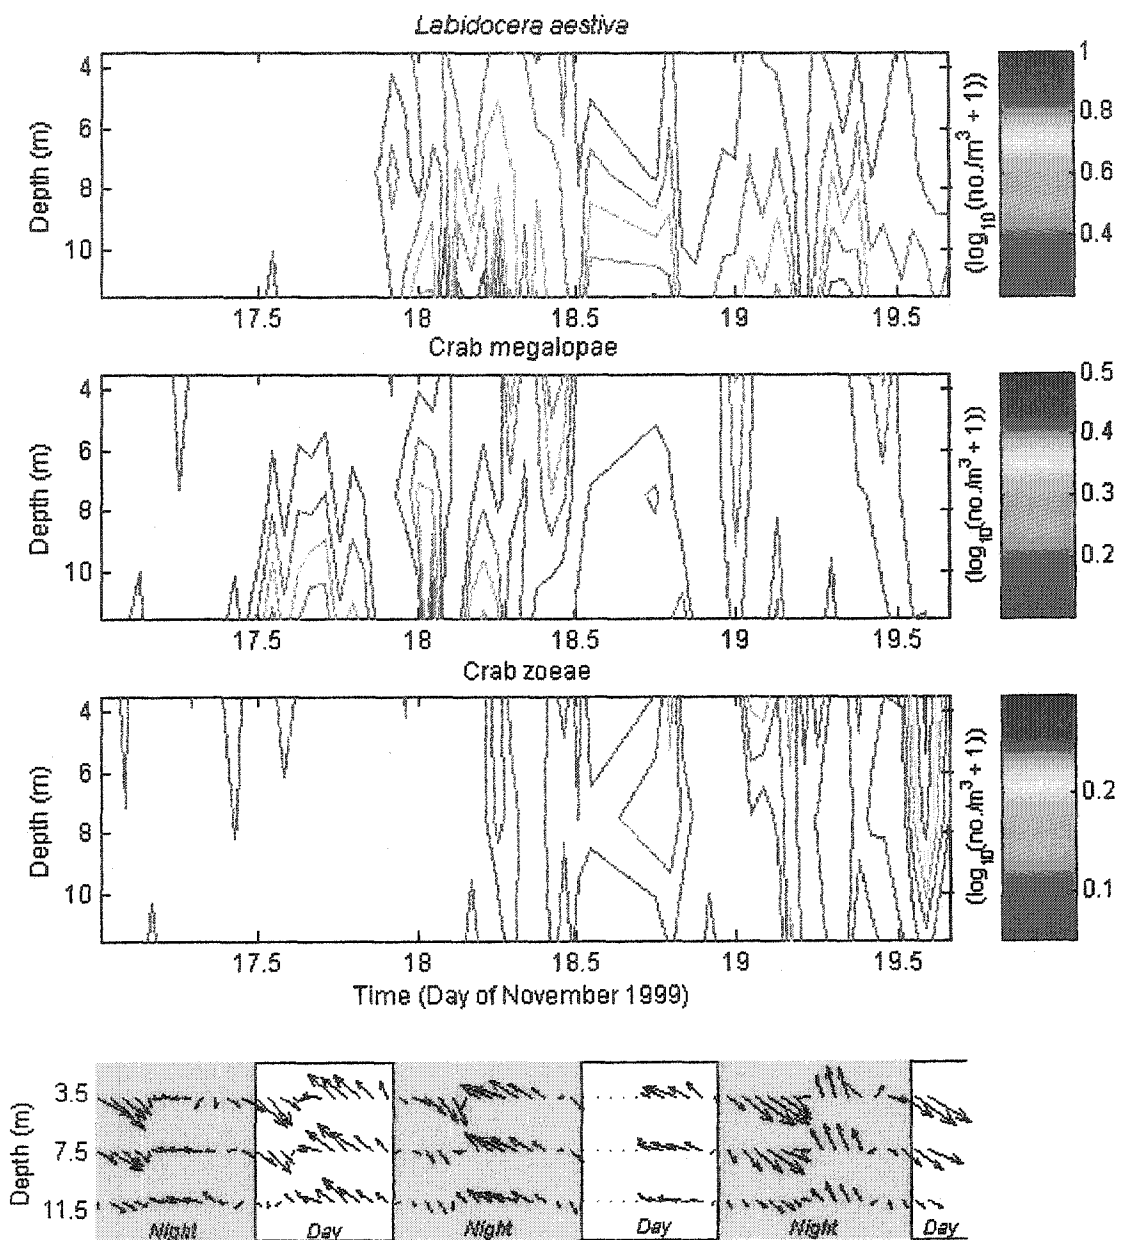 Labidocera aestiva
4
6
8
10
Depth (m)
17.5 18 18.5 19 19.5
(log10(no./m3 + 1))
1
0.8
0.6
0.4
Crab megalopae
4
6
8
10
Depth (m)
17.5 18 18.5 19 19.5
(log10(no./m3 + 1))
0.5
0.4
0.3
0.2
Crab zoeae
4
6
8
10
Depth (m)
17.5 18 18.5 19 19.5
(log10(no./m3 + 1))
0.2
0.1
Time (Day of November 1999)
Depth (m)
3.5
7.5
11.5
Night Day Night Day Night Day